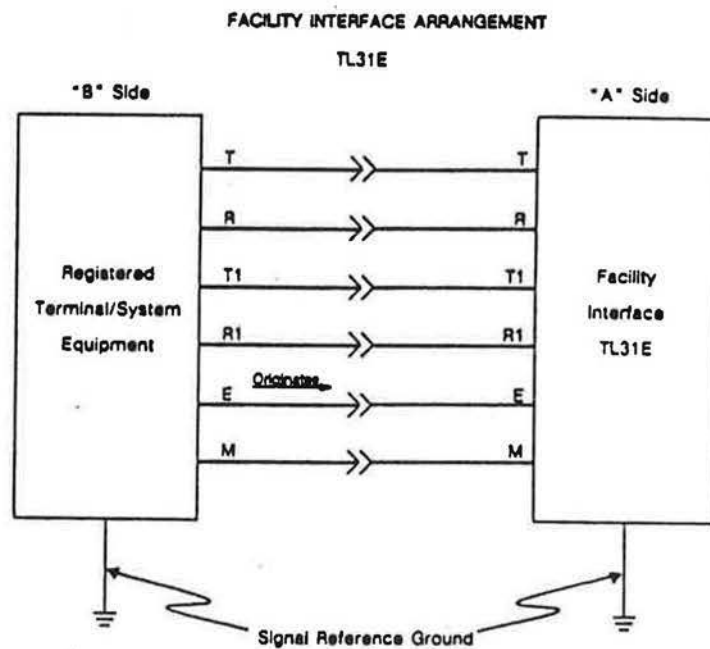 FACILITY INTERFACE ARRANGEMENT
TL31E
"B" Side
"A" Side
T
T
R
R
T1
T1
R1
R1
Originates
E
E
M
M
Registered
Terminal/System
Equipment
Facility
Interface
TL31E
Signal Reference Ground